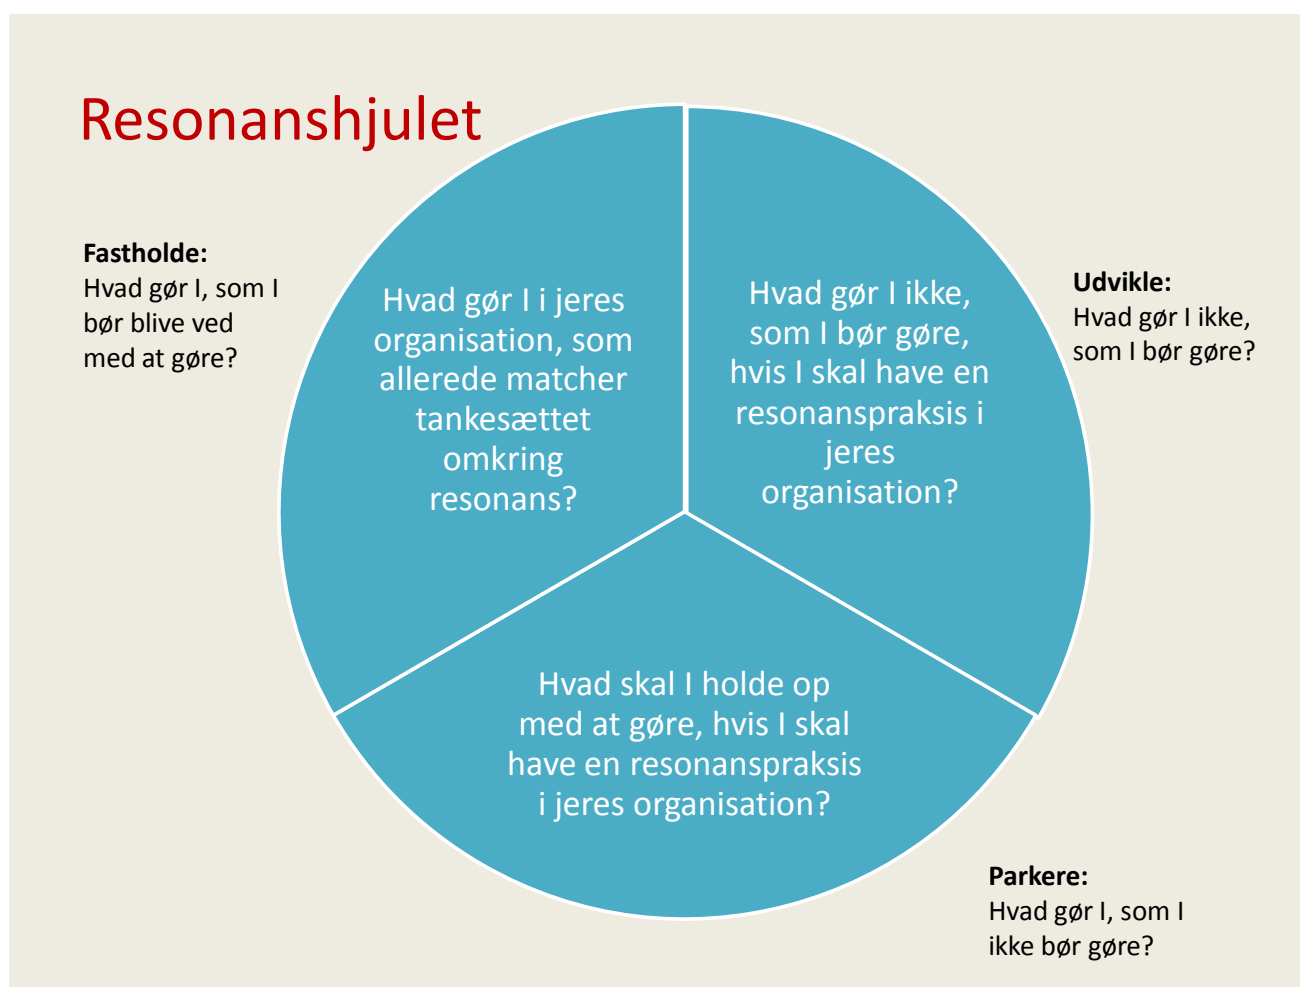 Resonanshjulet
Fastholde:
Hvad gør I, som I
bør blive ved
med at gøre?
Hvad gør I i jeres
organisation, som
allerede matcher
tankesættet
omkring
resonans?
Hvad gør I ikke,
som I bør gøre,
hvis I skal have en
resonanspraksis i
jeres
organisation?
Udvikle:
Hvad gør I ikke,
som I bør gøre?
Hvad skal I holde op
med at gøre, hvis I skal
have en resonanspraksis
i jeres organisation?
Parkere:
Hvad gør I, som I
ikke bør gøre?